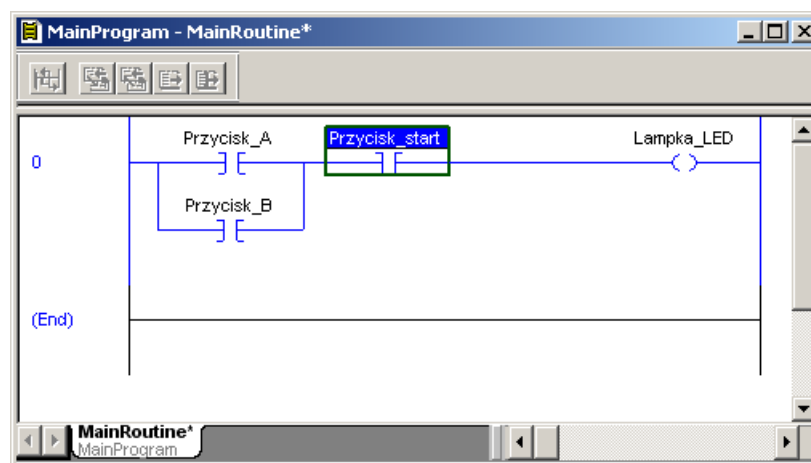 MainProgram - MainRoutine*
Przycisk_A Przycisk_start Lampka_LED
0
Przycisk_B
(End)
MainRoutine*
MainProgram